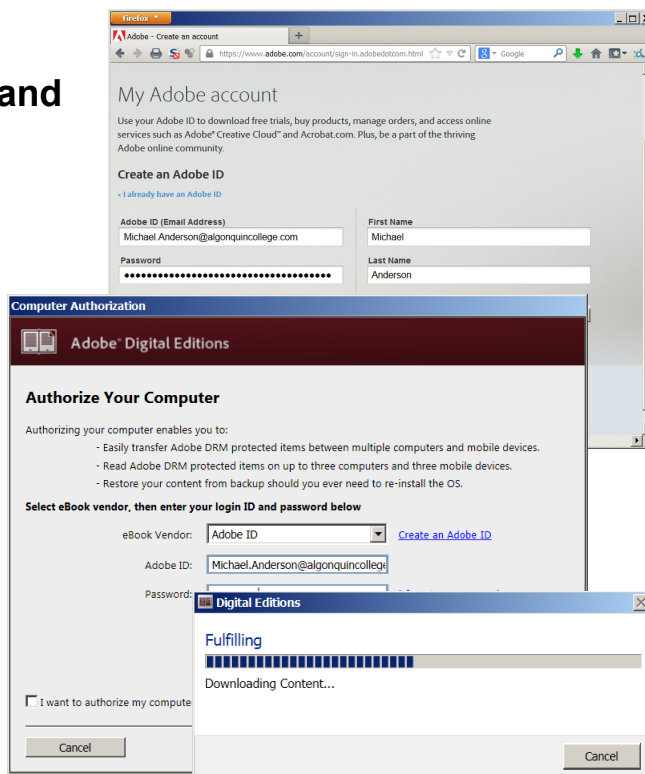 and
Firefox
Adobe - Create an account
https://www.adobe.com/account/sign-in.adobedotcom.html
Google
My Adobe account
Use your Adobe ID to download free trials, buy products, manage orders, and access online
services such as Adobe® Creative Cloud™ and Acrobat.com. Plus, be a part of the thriving
Adobe online community.
Create an Adobe ID
‹ I already have an Adobe ID
Adobe ID (Email Address) First Name
Michael.Anderson@algonquincollege.com Michael
Password Last Name
Anderson
Computer Authorization
Adobe® Digital Editions
Authorize Your Computer
Authorizing your computer enables you to:
- Easily transfer Adobe DRM protected items between multiple computers and mobile devices.
- Read Adobe DRM protected items on up to three computers and three mobile devices.
- Restore your content from backup should you ever need to re-install the OS.
Select eBook vendor, then enter your login ID and password below
eBook Vendor: Adobe ID Create an Adobe ID
Adobe ID: Michael.Anderson@algonquincollege
Password:
Digital Editions
Fulfilling
Downloading Content...
I want to authorize my compute
Cancel
Cancel